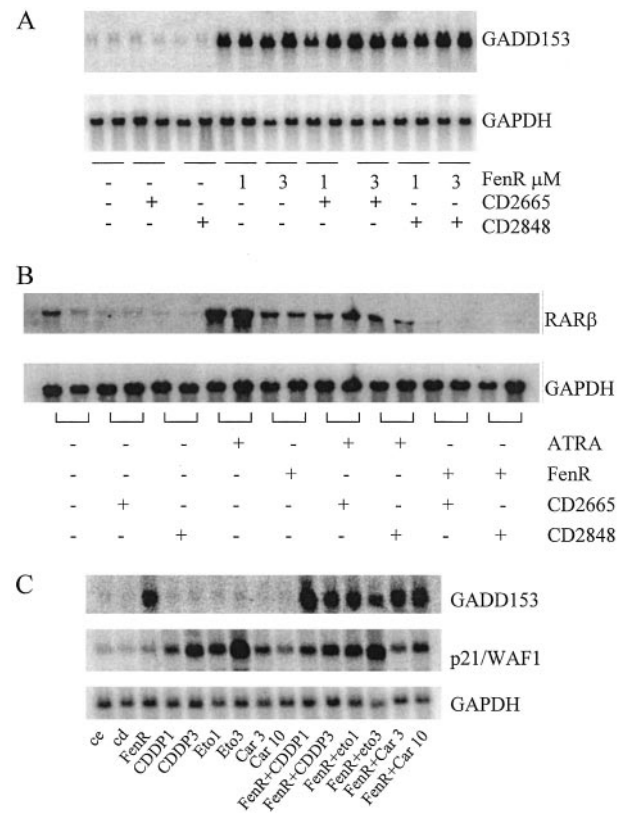 A
GADD153
GAPDH
- - - 1 3 1 3 1 3 FenR μM
- + - - - + + - - CD2665
- - + - - - - + + CD2848
B
RARβ
GAPDH
- - - + - + + - - ATRA
- - - - + - - + + FenR
- + - - - + - + - CD2665
- - + - - - + - + CD2848
C
GADD153
p21/WAF1
GAPDH
ce cd FenR CDDP1 CDDP3 Eto1 Eto3 Car 3 Car 10 FenR+CDDP1 FenR+CDDP3 FenR+eto1 FenR+eto3 FenR+Car 3 FenR+Car 10